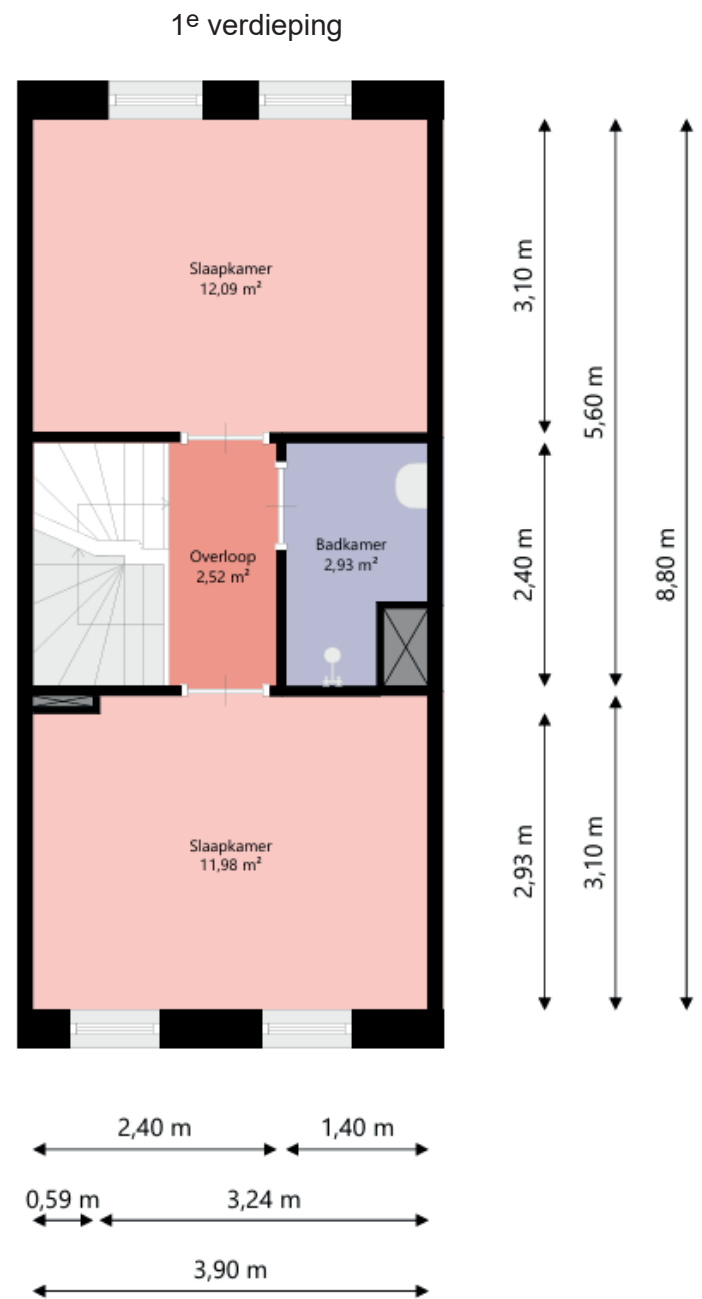 1e verdieping
Slaapkamer
12,09 m²
3,10 m
5,60 m
Overloop
2,52 m²
Badkamer
2,93 m²
2,40 m
8,80 m
Slaapkamer
11,98 m²
2,93 m
3,10 m
2,40 m
1,40 m
0,59 m
3,24 m
3,90 m